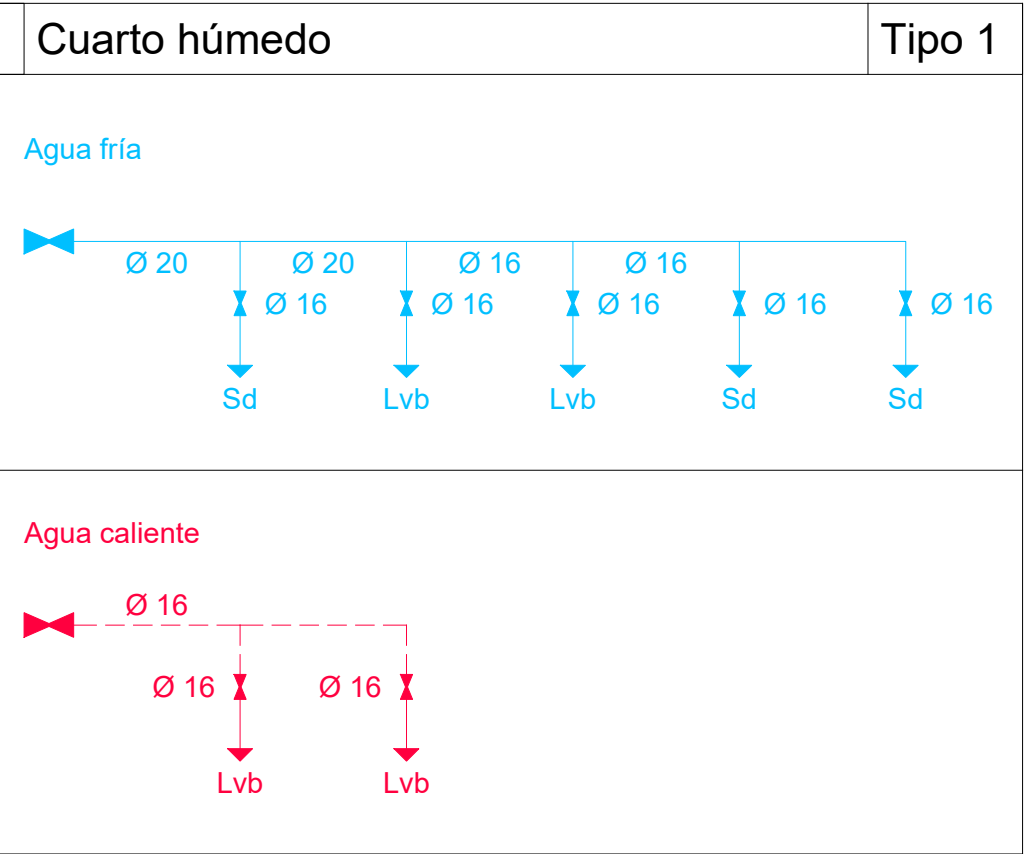 Cuarto húmedo Tipo 1
Agua fría
Ø 20 Ø 20 Ø 16 Ø 16
Ø 16 Ø 16 Ø 16 Ø 16 Ø 16
Sd Lvb Lvb Sd Sd
Agua caliente
Ø 16
Ø 16 Ø 16
Lvb Lvb